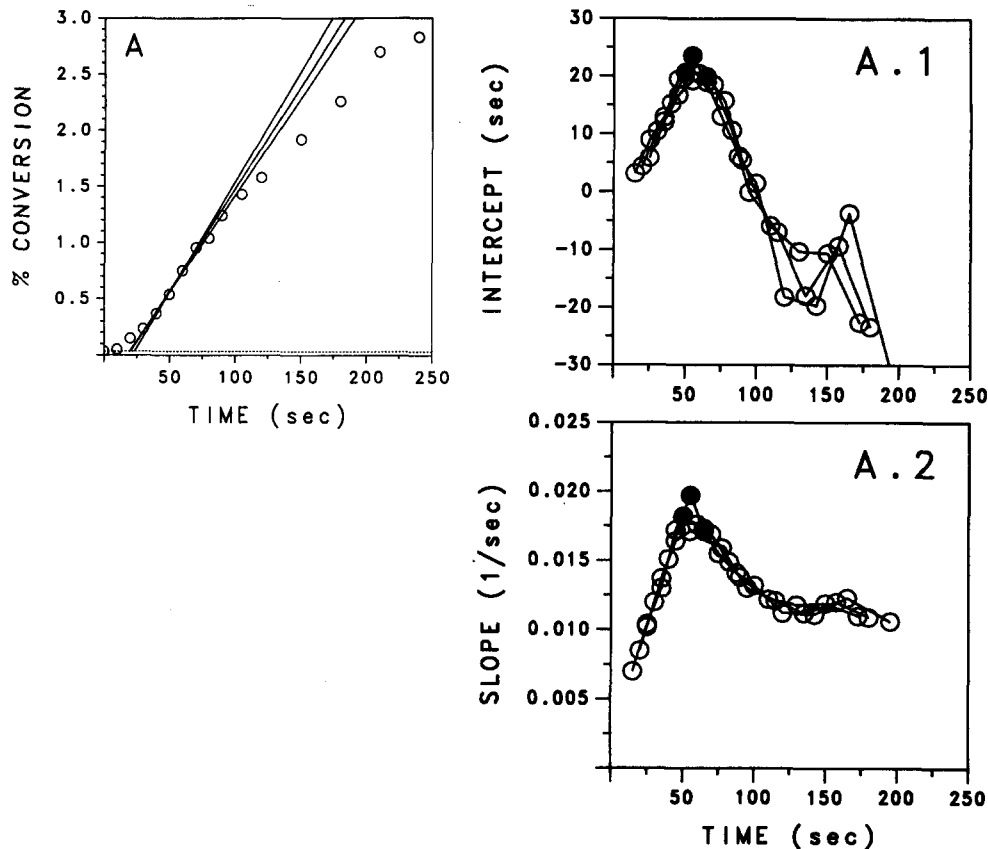 A
% CONVERSION
3.0
2.5
2.0
1.5
1.0
0.5
50 100 150 200 250
TIME (sec)
A.1
INTERCEPT (sec)
30
20
10
0
-10
-20
-30
50 100 150 200 250
A.2
SLOPE (1/sec)
0.025
0.020
0.015
0.010
0.005
50 100 150 200 250
TIME (sec)